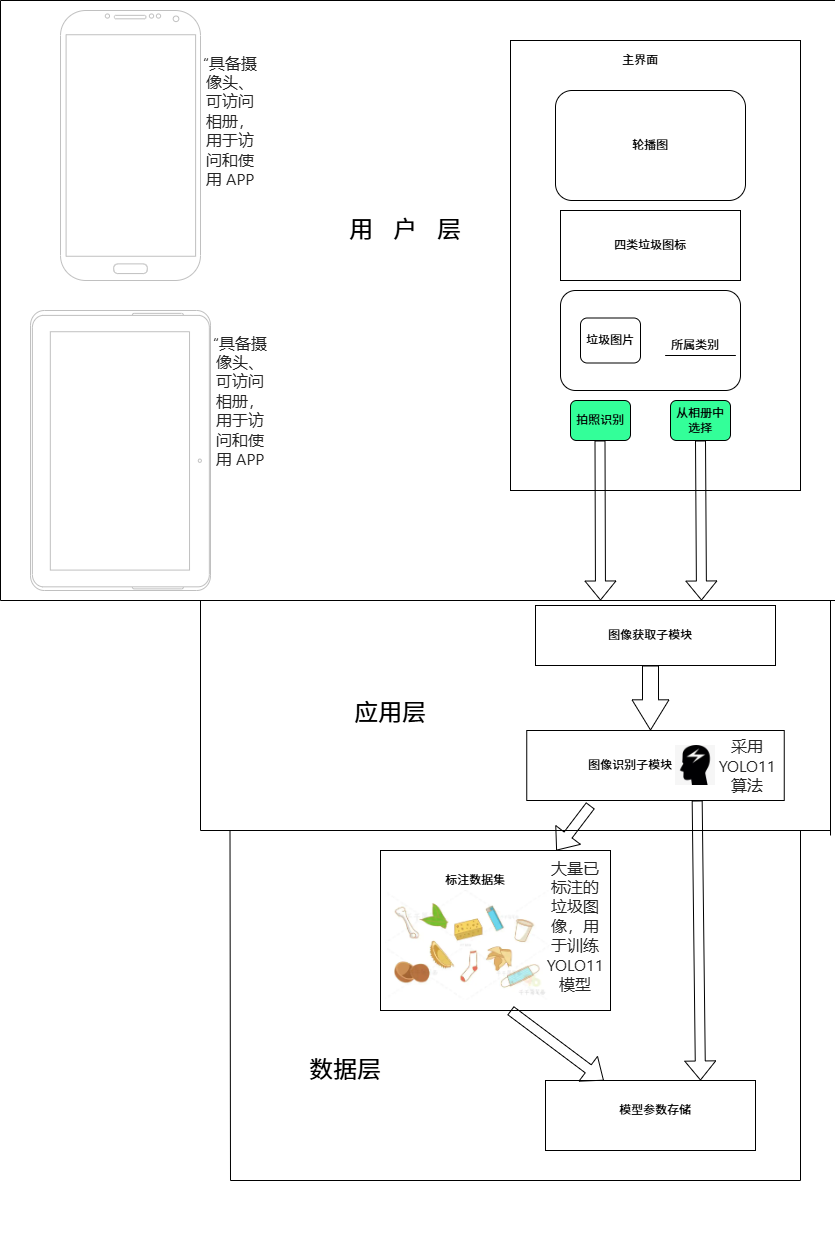 “具备摄
像头、
可访问
相册，
用于访
问和使
用 APP
主界面
轮播图
用 户 层
四类垃圾图标
垃圾图片
所属类别
“具备摄
像头、
可访问
相册，
用于访
问和使
用 APP
拍照识别
从相册中
选择
图像获取子模块
应用层
图像识别子模块
采用
YOLO11
算法
标注数据集
大量已
标注的
垃圾图
像，用
于训练
YOLO11
模型
数据层
模型参数存储